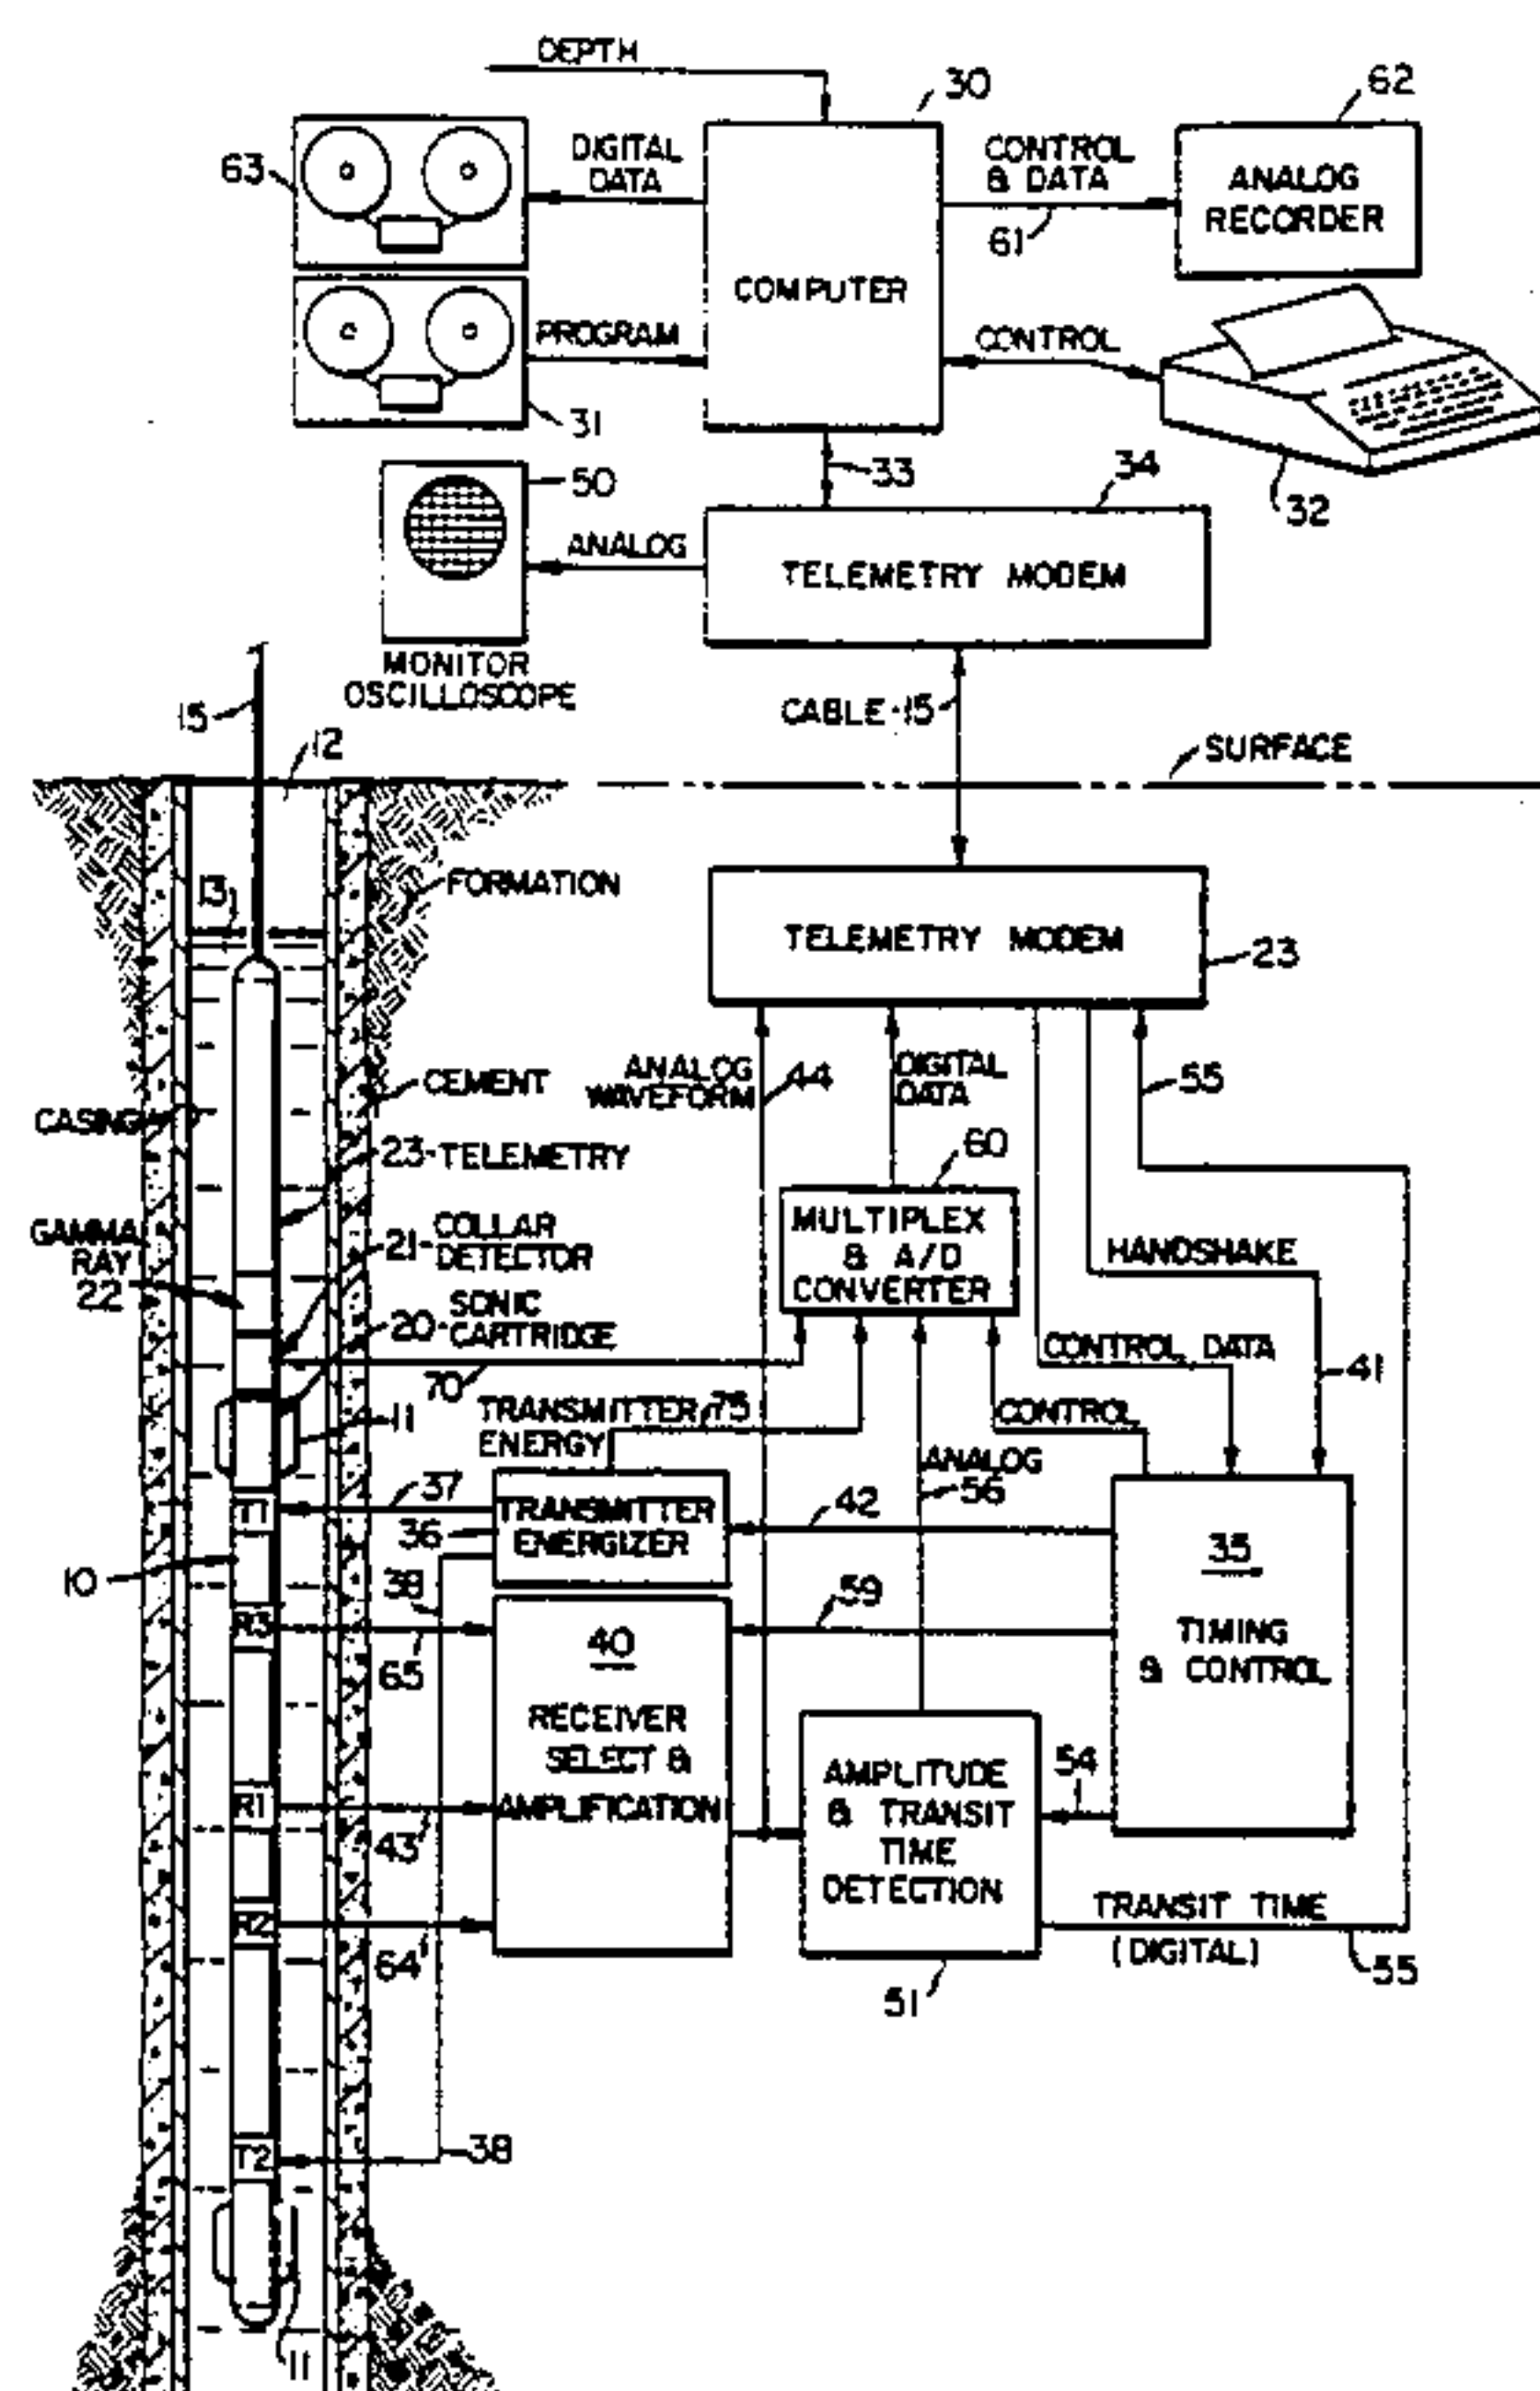 DEPTH
30
62
63
DIGITAL
DATA
CONTROL
& DATA
61
ANALOG
RECORDER
COMPUTER
PROGRAM
CONTROL
31
32
33
34
50
ANALOG
TELEMETRY MODEM
MONITOR
OSCILLOSCOPE
15
CABLE-15
12
SURFACE
13
FORMATION
TELEMETRY MODEM
23
CEMENT
CASING
ANALOG
WAVEFORM
44
DIGITAL
DATA
55
23-TELEMETRY
60
GAMMA
RAY
22
21-COLLAR
DETECTOR
MULTIPLEX
& A/D
CONVERTER
HANDSHAKE
20-SONIC
CARTRIDGE
70
CONTROL DATA
41
11
TRANSMITTER
ENERGY
75
CONTROL
ANALOG
56
37
T1
36
TRANSMITTER
ENERGIZER
42
35
TIMING
& CONTROL
10
38
59
R3
65
40
RECEIVER
SELECT &
AMPLIFICATION
R1
43
AMPLITUDE
& TRANSIT
TIME
DETECTION
54
R2
64
TRANSIT TIME
(DIGITAL)
55
51
T2
38
11